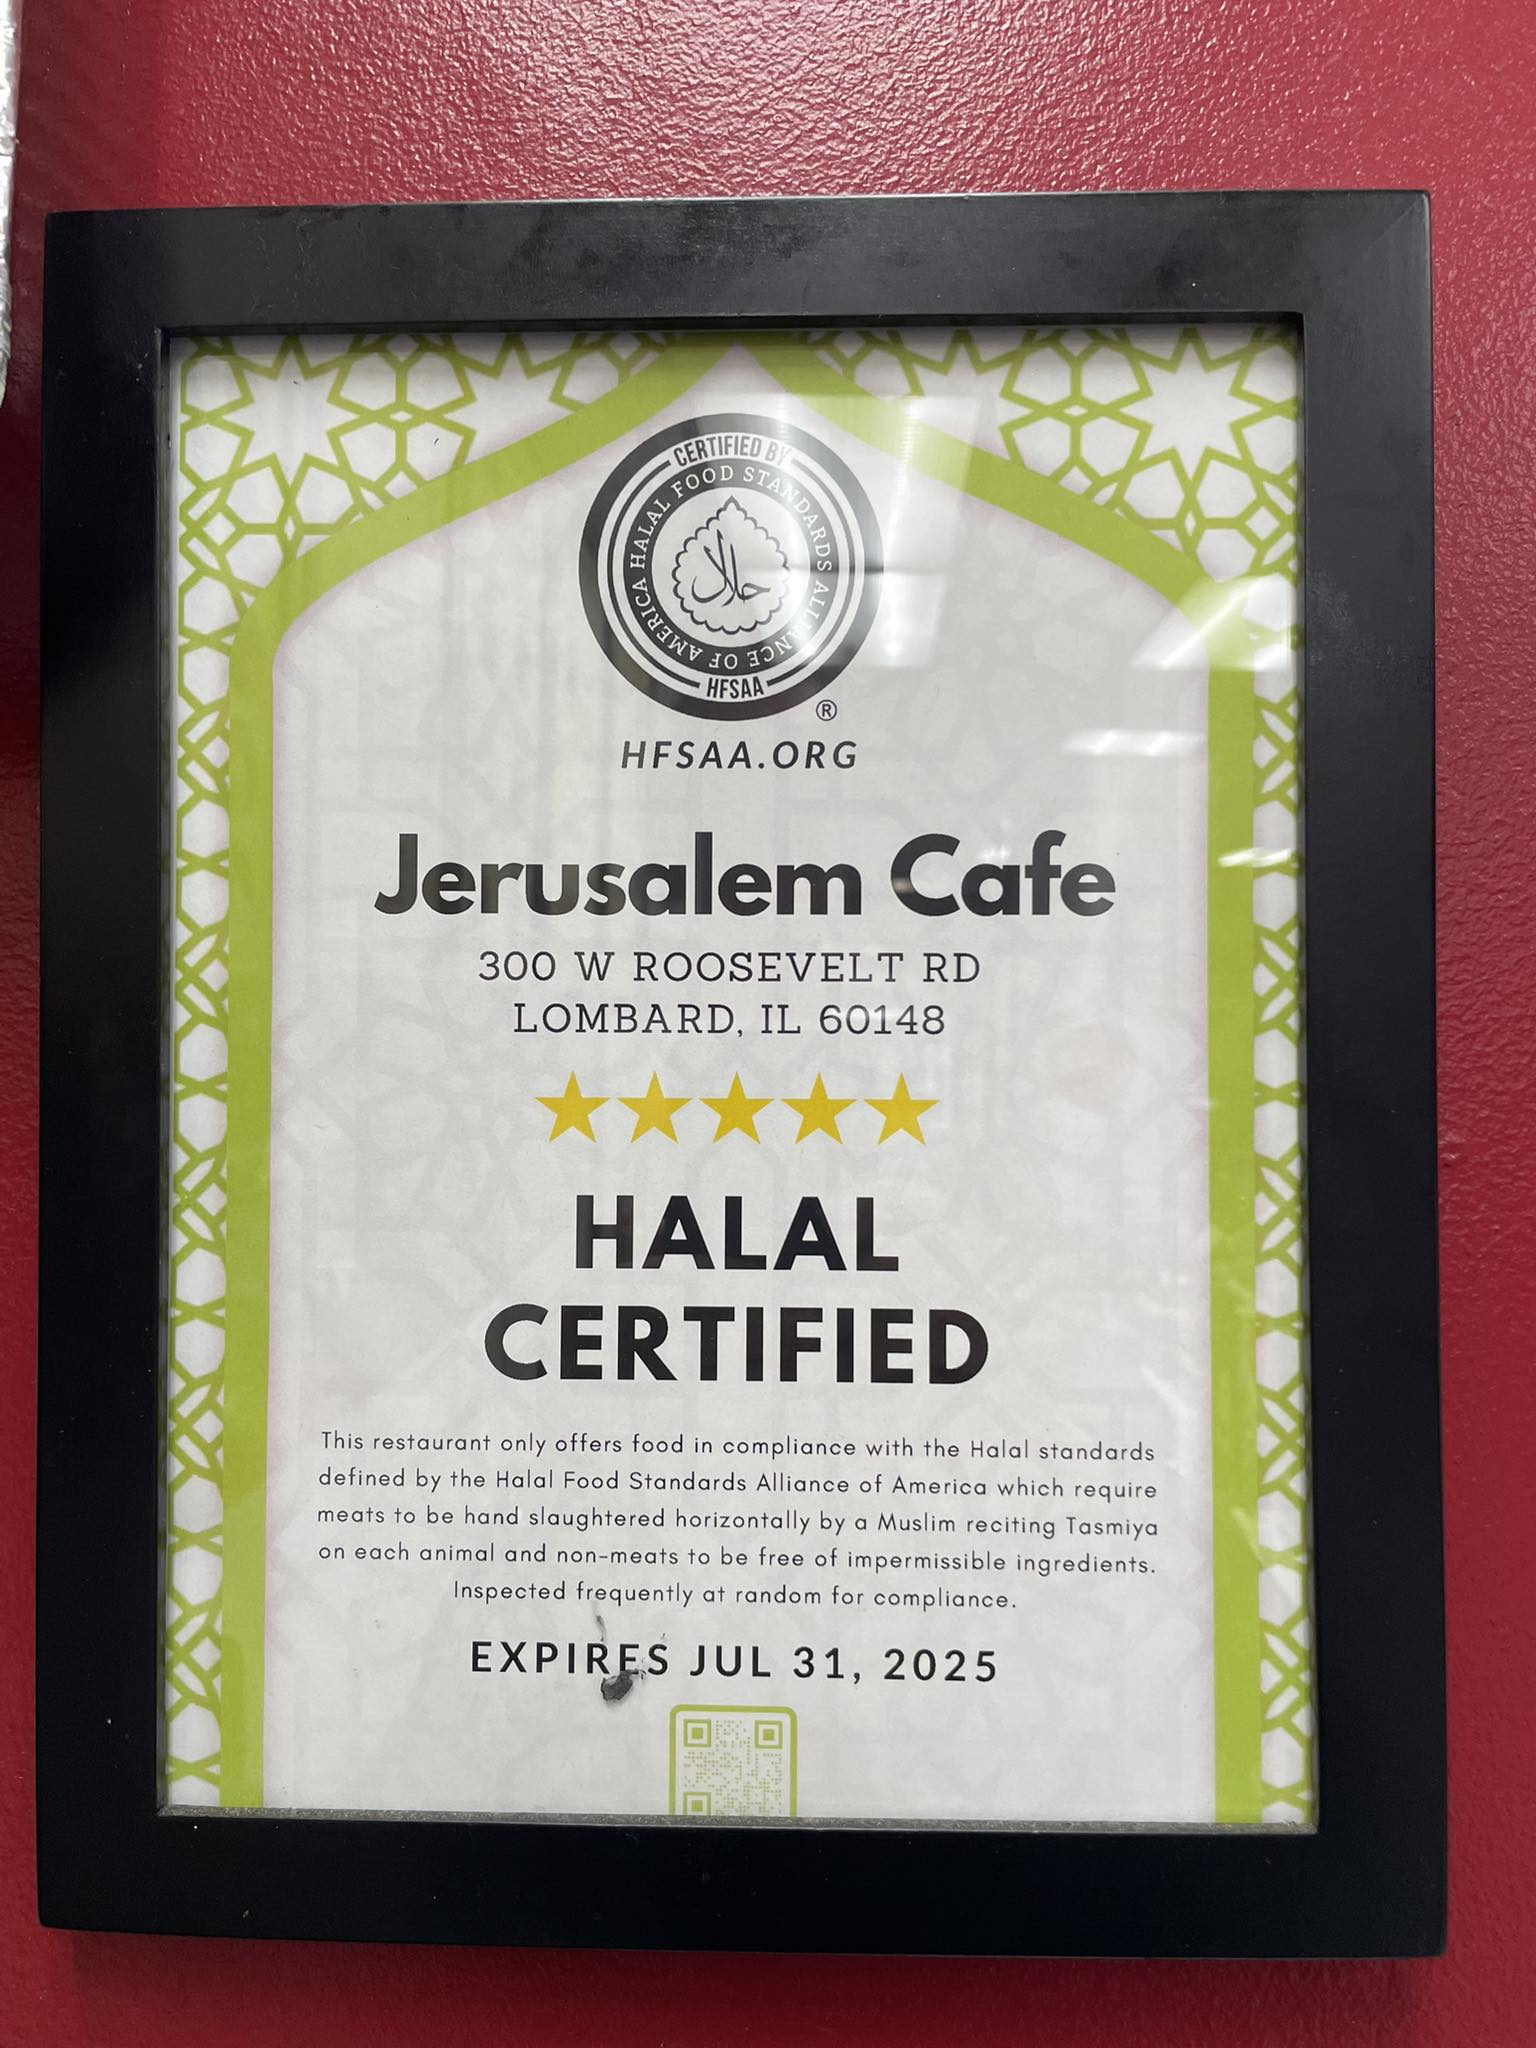 CERTIFIED BY
HALAL FOOD STANDARDS ALLIANCE OF AMERICA
حلال
HFSAA
®
HFSAA.ORG
Jerusalem Cafe
300 W ROOSEVELT RD
LOMBARD, IL 60148
HALAL
CERTIFIED
This restaurant only offers food in compliance with the Halal standards
defined by the Halal Food Standards Alliance of America which require
meats to be hand slaughtered horizontally by a Muslim reciting Tasmiya
on each animal and non-meats to be free of impermissible ingredients.
Inspected frequently at random for compliance.
EXPIRES JUL 31, 2025